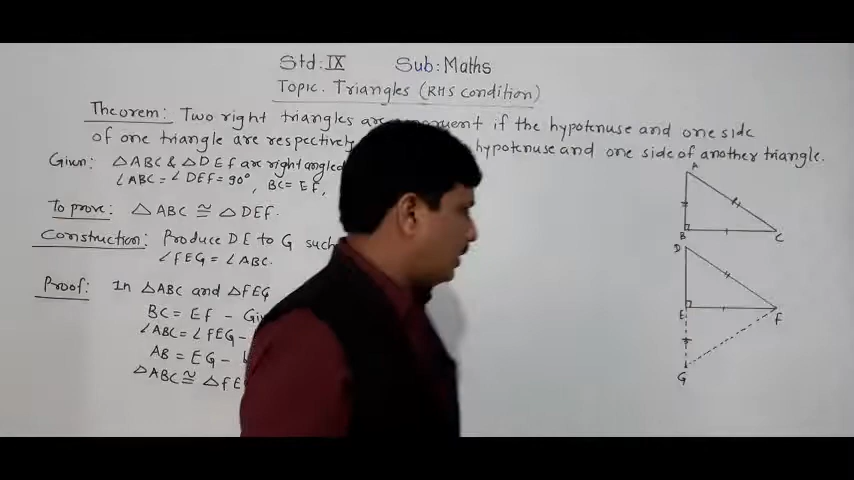 Std: IX Sub: Maths
Topic. Triangles (RHS condition)
Theorem: Two right triangles are congruent if the hypotenuse and one side
of one triangle are respectively hypotenuse and one side of another triangle.
Given: △ABC & △DEF are right angled
∠ABC = ∠DEF = 90°, BC = EF,
To prove: △ABC ≅ △DEF.
Construction: Produce DE to G such
∠FEG = ∠ABC.
Proof: In △ABC and △FEG
BC = EF -
∠ABC = ∠FEG -
AB = EG -
△ABC ≅
A
B
C
D
E
F
G